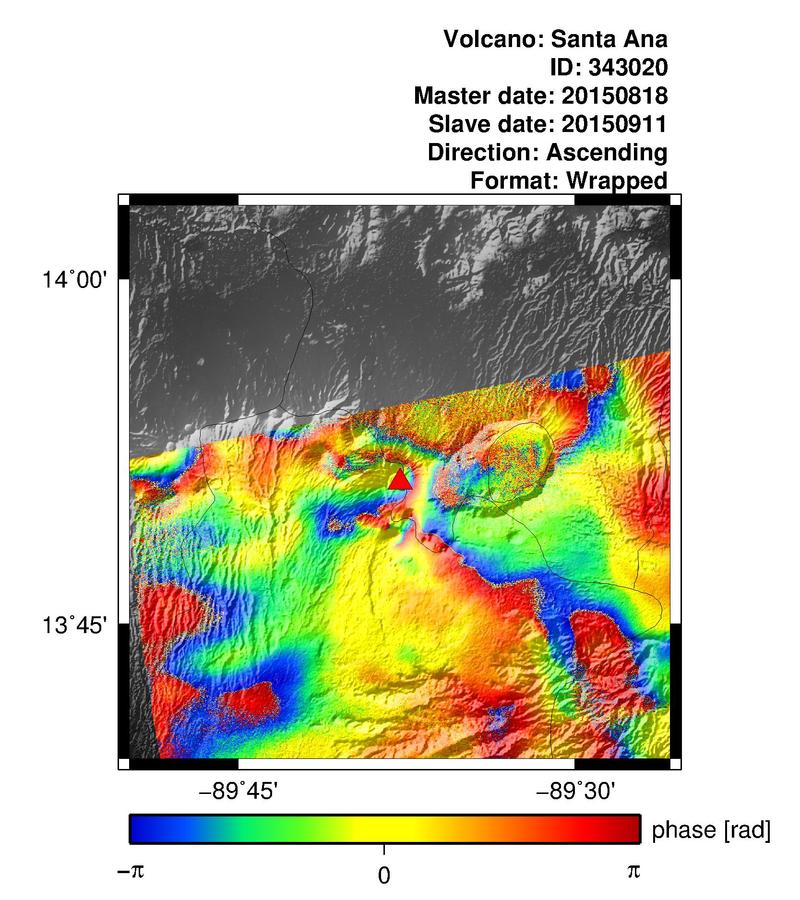 Volcano: Santa Ana
ID: 343020
Master date: 20150818
Slave date: 20150911
Direction: Ascending
Format: Wrapped
14°00'
13°45'
−89°45'
−89°30'
phase [rad]
−π
0
π